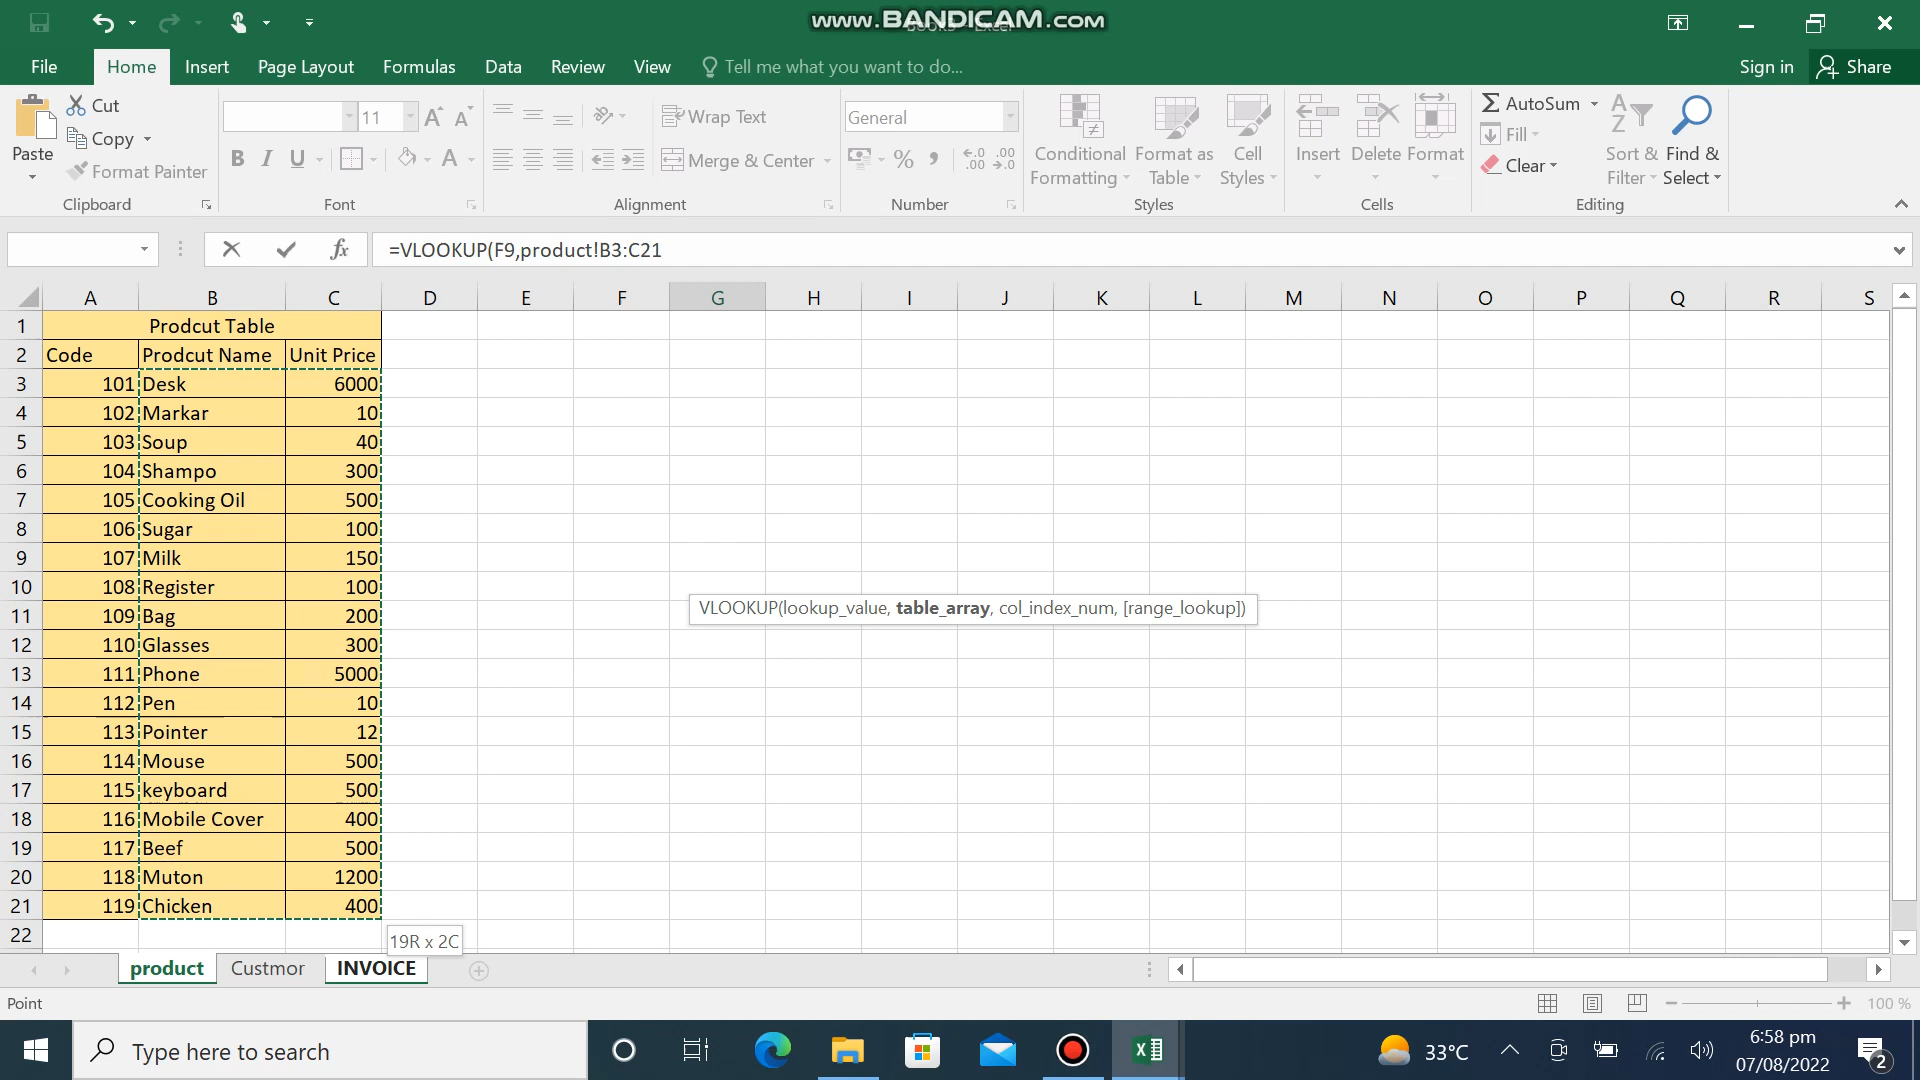 www.BANDICAM.com
File Home Insert Page Layout Formulas Data Review View Tell me what you want to do... Sign in Share
Cut
Copy
Format Painter
Paste
Clipboard
11
Font
Wrap Text
Merge & Center
Alignment
General
% , .00
Number
Conditional Formatting
Format as Table
Cell Styles
Styles
Insert Delete Format
Cells
AutoSum
Fill
Clear
Sort & Filter
Find & Select
Editing
fx =VLOOKUP(F9,product!B3:C21
A B C D E F G H I J K L M N O P Q R S
1 Prodcut Table
2 Code Prodcut Name Unit Price
3 101 Desk 6000
4 102 Markar 10
5 103 Soup 40
6 104 Shampo 300
7 105 Cooking Oil 500
8 106 Sugar 100
9 107 Milk 150
10 108 Register 100
11 109 Bag 200
VLOOKUP(lookup_value, table_array, col_index_num, [range_lookup])
12 110 Glasses 300
13 111 Phone 5000
14 112 Pen 10
15 113 Pointer 12
16 114 Mouse 500
17 115 keyboard 500
18 116 Mobile Cover 400
19 117 Beef 500
20 118 Muton 1200
21 119 Chicken 400
22
19R x 2C
product Custmor INVOICE
Point 100 %
Type here to search
33°C
6:58 pm
07/08/2022
2